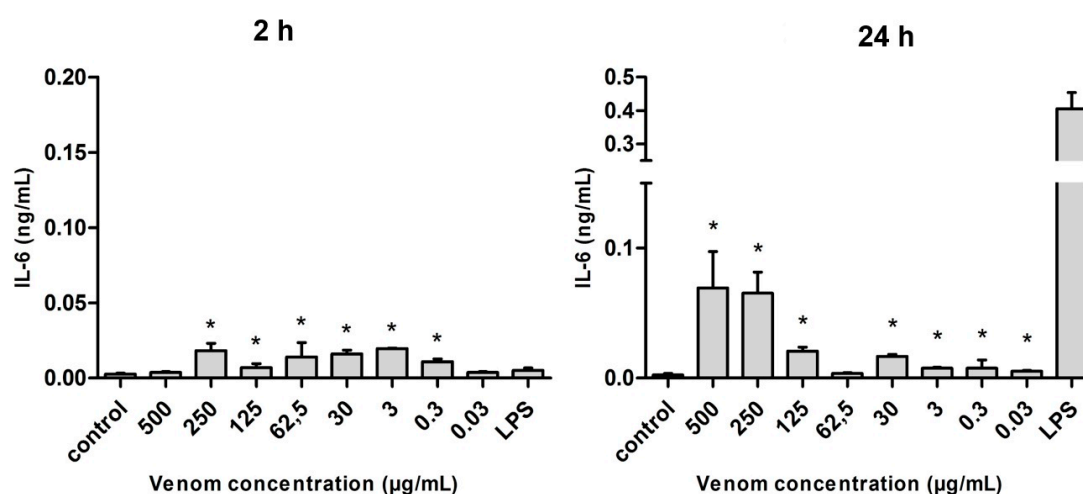 2 h
0.20
0.15
0.10
0.05
0.00
IL-6 (ng/mL)
* * * * * *
control 500 250 125 62,5 30 3 0.3 0.03 LPS
Venom concentration (µg/mL)
24 h
0.5
0.4
0.3
0.1
0.0
IL-6 (ng/mL)
* * * * * * *
control 500 250 125 62,5 30 3 0.3 0.03 LPS
Venom concentration (µg/mL)